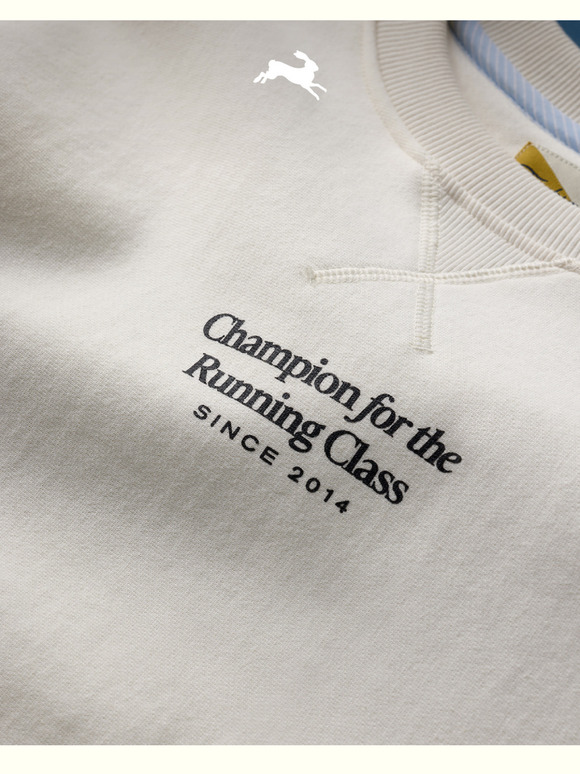 Champion for the
Running Class
SINCE 2014